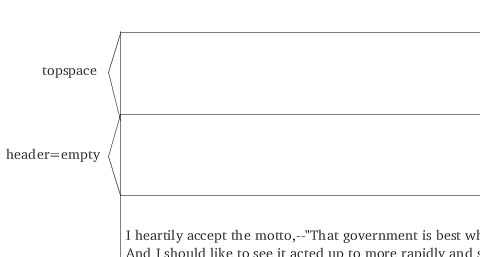 topspace
header=empty
I heartily accept the motto,--"That government is best
And I should like to see it acted up to more rapidly and